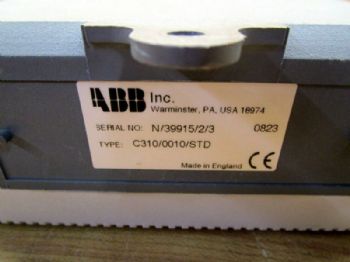 ABB Inc.
Warminster, PA, USA 18974
SERIAL NO: N/39915/2/3 0823
TYPE: C310/0010/STD
Made in England CE